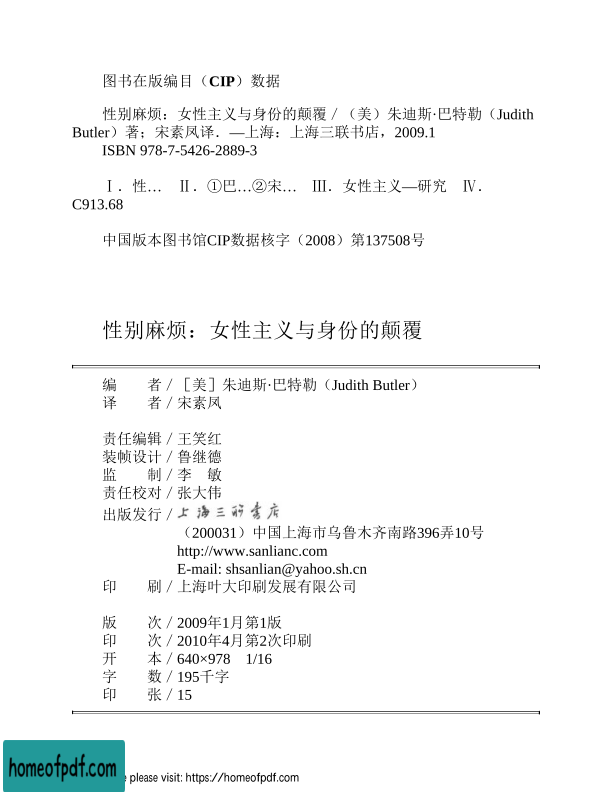 图书在版编目（CIP）数据
性别麻烦：女性主义与身份的颠覆／（美）朱迪斯·巴特勒（Judith
Butler）著；宋素凤译．—上海：上海三联书店，2009.1
ISBN 978-7-5426-2889-3
Ⅰ．性… Ⅱ．①巴…②宋… Ⅲ．女性主义—研究 Ⅳ．
C913.68
中国版本图书馆CIP数据核字（2008）第137508号
性别麻烦：女性主义与身份的颠覆
编　　者／［美］朱迪斯·巴特勒（Judith Butler）
译　　者／宋素凤
责任编辑／王笑红
装帧设计／鲁继德
监　　制／李　敏
责任校对／张大伟
出版发行／上海三联书店
（200031）中国上海市乌鲁木齐南路396弄10号
http://www.sanlianc.com
E-mail: shsanlian@yahoo.sh.cn
印　　刷／上海叶大印刷发展有限公司
版　　次／2009年1月第1版
印　　次／2010年4月第2次印刷
开　　本／640×978　1/16
字　　数／195千字
印　　张／15
homeofpdf.com
please visit: https://homeofpdf.com